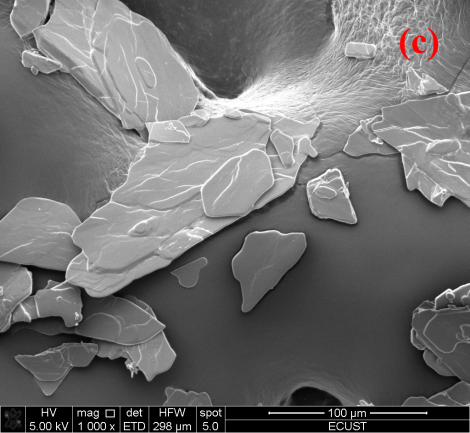 (c)
HV mag □ det HFW spot 100 µm
5.00 kV 1 000 x ETD 298 µm 5.0 ECUST